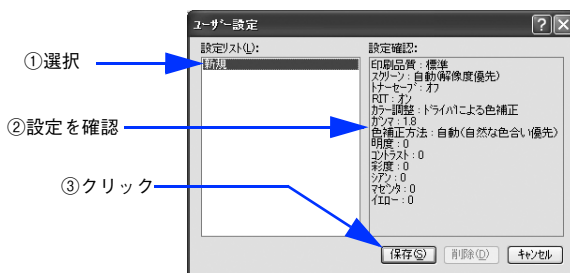 ユーザー設定
設定リスト(L):
設定確認:
①選択
新規
印刷品質:標準
スクリーン:自動(解像度優先)
トナーセーブ:オフ
RIT:オン
カラー調整:ドライバによる色補正
ガンマ:1.8
②設定を確認
色補正方法:自動(自然な色合い優先)
明度:0
コントラスト:0
彩度:0
シアン:0
マゼンタ:0
イエロー:0
③クリック
保存(S)
削除(D)
キャンセル